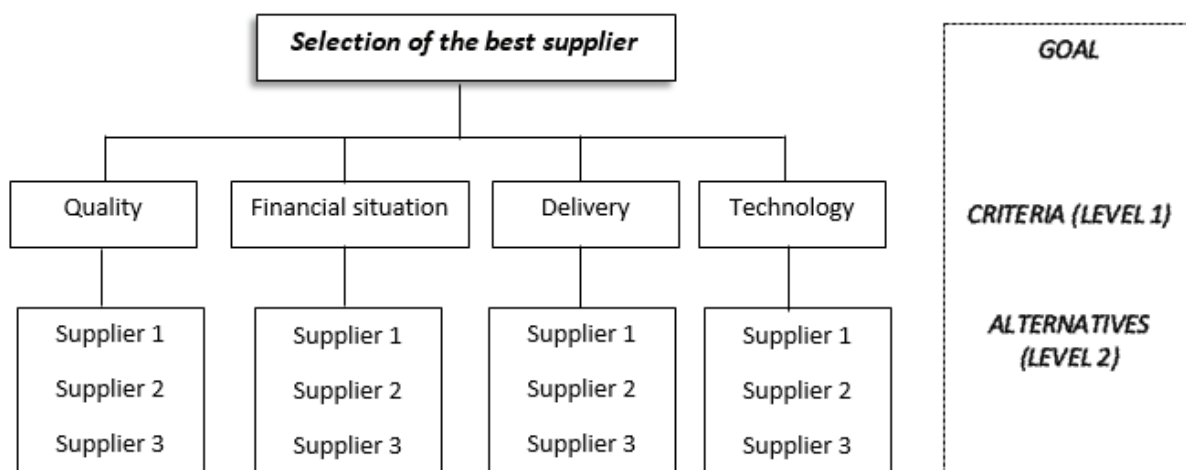 Selection of the best supplier
GOAL
Quality
Financial situation
Delivery
Technology
CRITERIA (LEVEL 1)
Supplier 1
Supplier 2
Supplier 3
Supplier 1
Supplier 2
Supplier 3
Supplier 1
Supplier 2
Supplier 3
Supplier 1
Supplier 2
Supplier 3
ALTERNATIVES
(LEVEL 2)